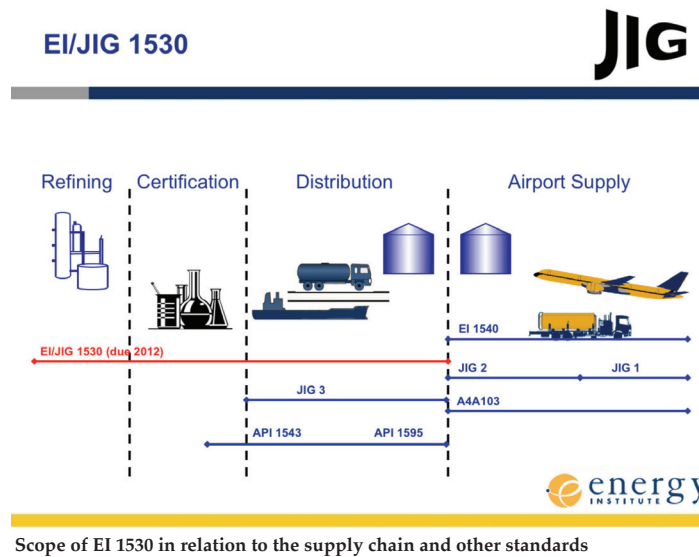 EI/JIG 1530
JIG
Refining
Certification
Distribution
Airport Supply
EI 1540
EI/JIG 1530 (due 2012)
JIG 2
JIG 1
JIG 3
A4A103
API 1543
API 1595
energy
INSTITUTE
Scope of EI 1530 in relation to the supply chain and other standards